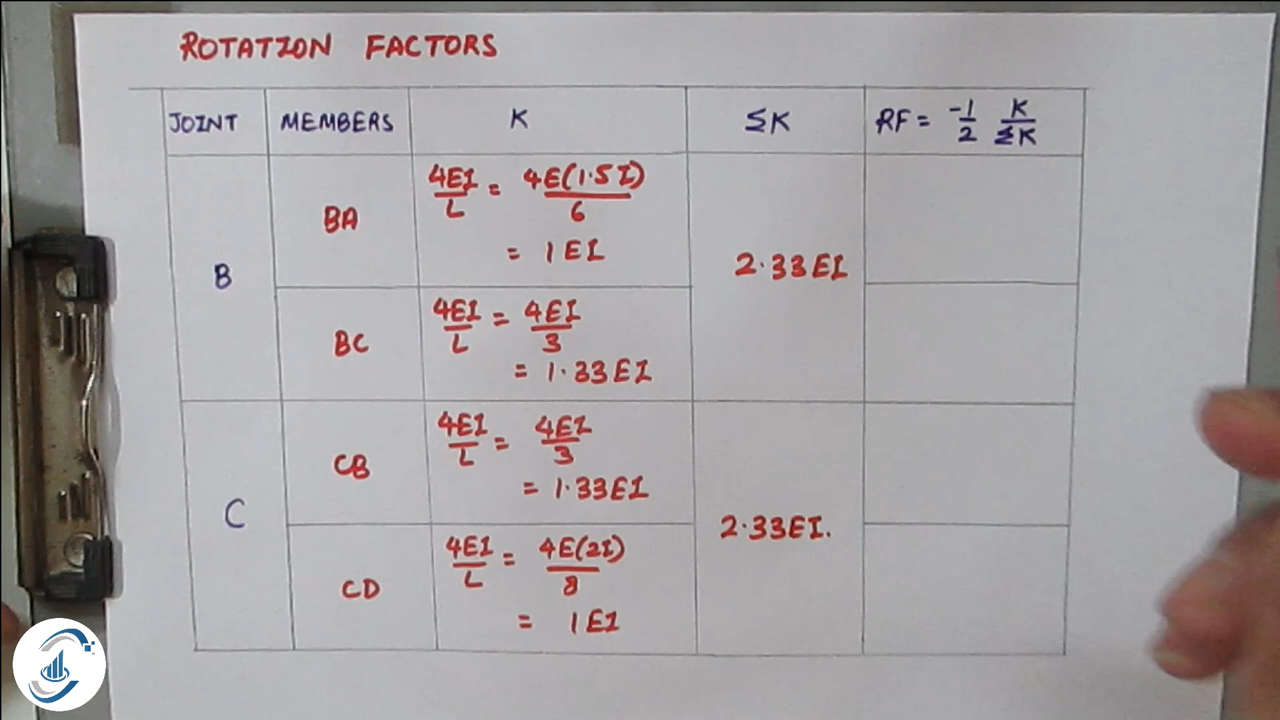 ROTATION FACTORS
JOINT MEMBERS K ΣK RF = -1/2 K/ΣK
B
BA
4EI/L = 4E(1.5I)/6
= 1EI
BC
4EI/L = 4EI/3
= 1.33EI
2.33EI
C
CB
4EI/L = 4EI/3
= 1.33EI
CD
4EI/L = 4E(2I)/8
= 1EI
2.33EI.